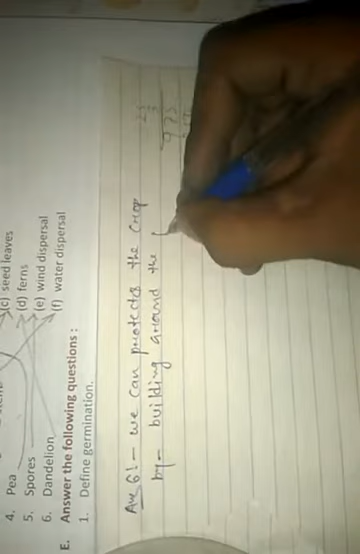 (c) seed leaves
4. Pea
(d) ferns
5. Spores
(e) wind dispersal
6. Dandelion
(f) water dispersal
E. Answer the following questions :
1. Define germination.
Ans 6! - we can protects the crop
by - building around the